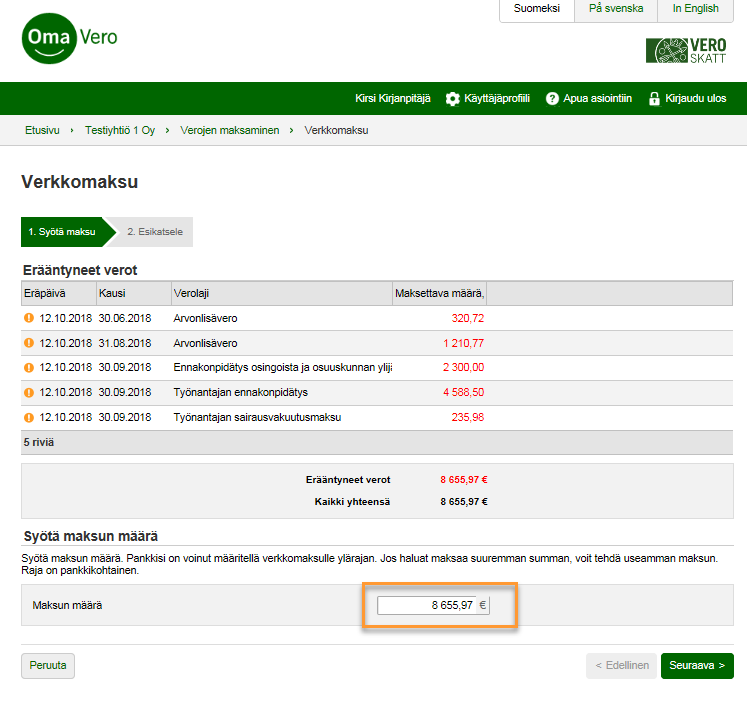 Suomeksi På svenska In English
Oma Vero
VERO
SKATT
Kirsi Kirjanpitäjä Käyttäjäprofiili ? Apua asiointiin Kirjaudu ulos
Etusivu › Testiyhtiö 1 Oy › Verojen maksaminen › Verkkomaksu
Verkkomaksu
1. Syötä maksu 2. Esikatsele
Erääntyneet verot
Eräpäivä Kausi Verolaji Maksettava määrä,
! 12.10.2018 30.06.2018 Arvonlisävero 320,72
! 12.10.2018 31.08.2018 Arvonlisävero 1 210,77
! 12.10.2018 30.09.2018 Ennakonpidätys osingoista ja osuuskunnan ylijä 2 300,00
! 12.10.2018 30.09.2018 Työnantajan ennakonpidätys 4 588,50
! 12.10.2018 30.09.2018 Työnantajan sairausvakuutusmaksu 235,98
5 riviä
Erääntyneet verot 8 655,97 €
Kaikki yhteensä 8 655,97 €
Syötä maksun määrä
Syötä maksun määrä. Pankkisi on voinut määritellä verkkomaksulle ylärajan. Jos haluat maksaa suuremman summan, voit tehdä useamman maksun.
Raja on pankkikohtainen.
Maksun määrä 8 655,97 €
Peruuta < Edellinen Seuraava >